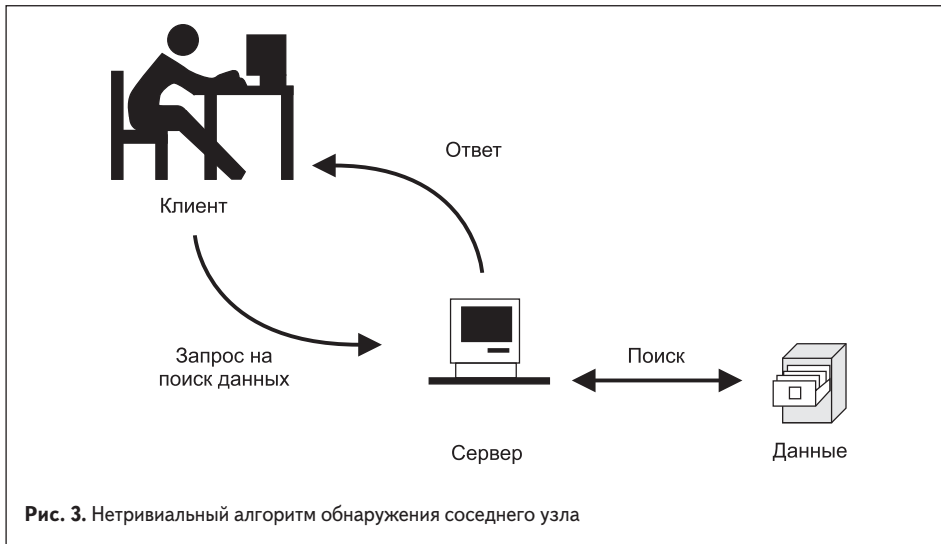 Ответ
Клиент
Запрос на
поиск данных
Поиск
Сервер
Данные
Рис. 3. Нетривиальный алгоритм обнаружения соседнего узла